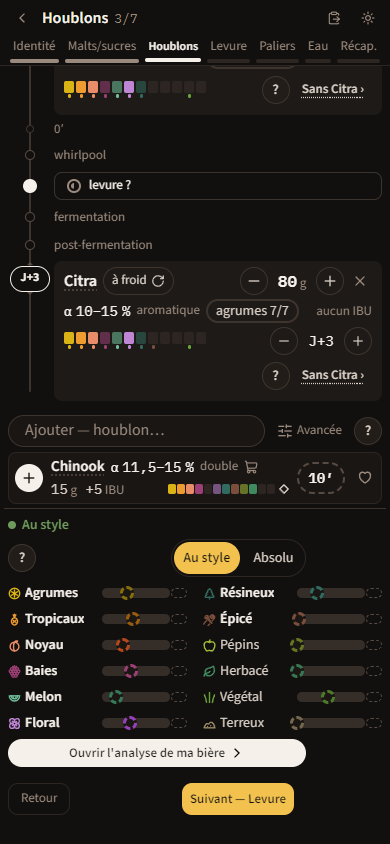 Houblons 3/7
Identité Malts/sucres Houblons Levure Paliers Eau Récap.
? Sans Citra ›
0'
whirlpool
levure ?
fermentation
post-fermentation
J+3
Citra à froid − 80 g + ×
α 10–15 % aromatique agrumes 7/7 aucun IBU
− J+3 +
? Sans Citra ›
Ajouter — houblon… Avancée ?
+ Chinook α 11,5–15 % double
15 g +5 IBU 10'
Au style
? Au style Absolu
Agrumes Résineux
Tropicaux Épicé
Noyau Pépins
Baies Herbacé
Melon Végétal
Floral Terreux
Ouvrir l'analyse de ma bière
Retour Suivant — Levure